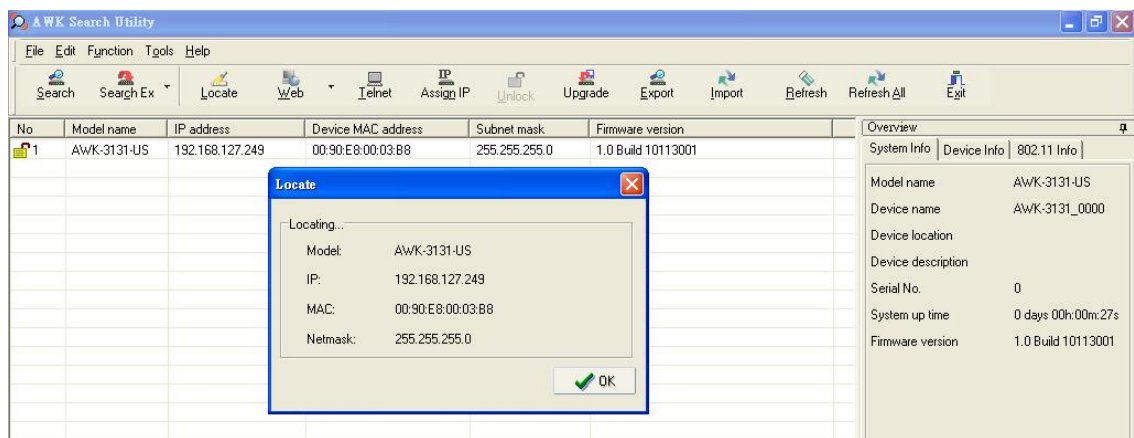 AWK Search Utility
File Edit Function Tools Help
Search Search Ex Locate Web Telnet Assign IP Unlock Upgrade Export Import Refresh Refresh All Exit
No Model name IP address Device MAC address Subnet mask Firmware version
1 AWK-3131-US 192.168.127.249 00:90:E8:00:03:B8 255.255.255.0 1.0 Build 10113001
Locate
Locating...
Model: AWK-3131-US
IP: 192.168.127.249
MAC: 00:90:E8:00:03:B8
Netmask: 255.255.255.0
OK
Overview
System Info Device Info 802.11 Info
Model name AWK-3131-US
Device name AWK-3131_0000
Device location
Device description
Serial No. 0
System up time 0 days 00h:00m:27s
Firmware version 1.0 Build 10113001